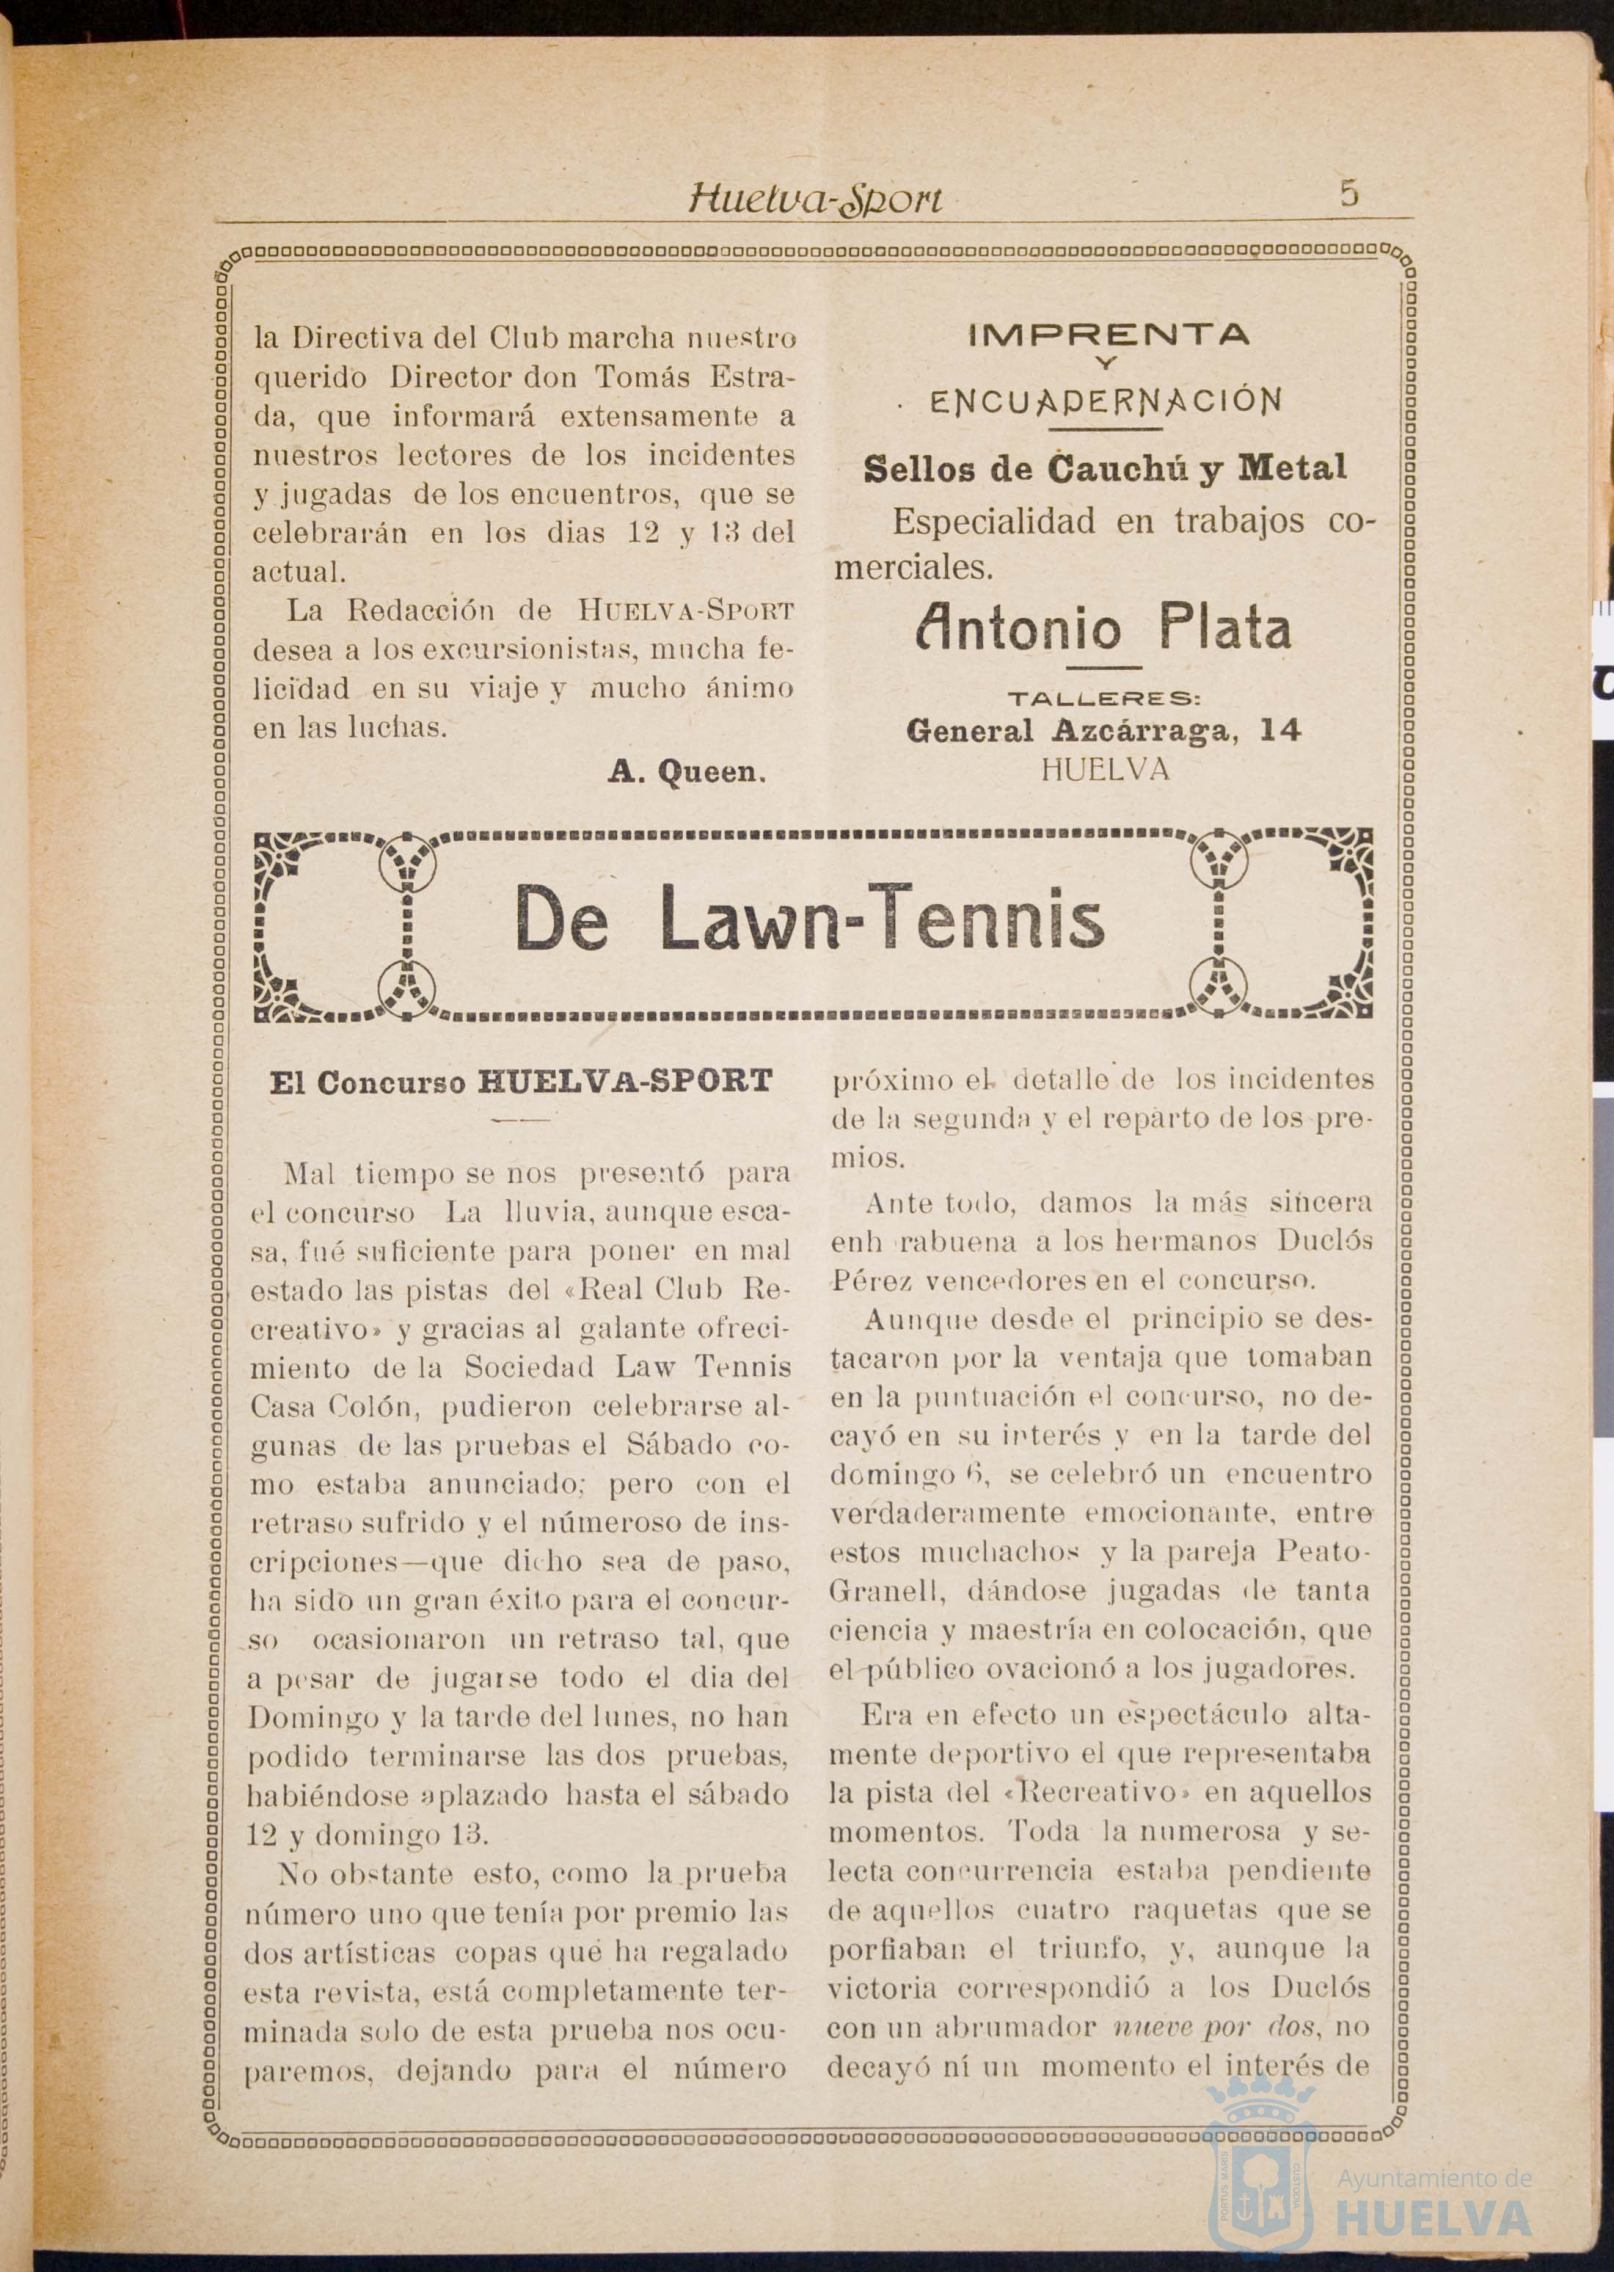 Huelva-Sport
5
la Directiva del Club marcha nuestro
querido Director don Tomás Estra-
da, que informará extensamente a
nuestros lectores de los incidentes
y jugadas de los encuentros, que se
celebrarán en los dias 12 y 13 del
actual.
La Redacción de HUELVA-SPORT
desea a los excursionistas, mucha fe-
licidad en su viaje y mucho ánimo
en las luchas.
A. Queen.
IMPRENTA
Y
ENCUADERNACIÓN
Sellos de Cauchú y Metal
Especialidad en trabajos co-
merciales.
Antonio Plata
TALLERES:
General Azcárraga, 14
HUELVA
De Lawn-Tennis
El Concurso HUELVA-SPORT
Mal tiempo se nos presentó para
el concurso La lluvia, aunque esca-
sa, fué suficiente para poner en mal
estado las pistas del «Real Club Re-
creativo» y gracias al galante ofreci-
miento de la Sociedad Law Tennis
Casa Colón, pudieron celebrarse al-
gunas de las pruebas el Sábado co-
mo estaba anunciado; pero con el
retraso sufrido y el númeroso de ins-
cripciones—que dicho sea de paso,
ha sido un gran éxito para el concur-
so ocasionaron un retraso tal, que
a pesar de jugarse todo el dia del
Domingo y la tarde del lunes, no han
podido terminarse las dos pruebas,
habiéndose aplazado hasta el sábado
12 y domingo 13.
No obstante esto, como la prueba
número uno que tenía por premio las
dos artísticas copas que ha regalado
esta revista, está completamente ter-
minada solo de esta prueba nos ocu-
paremos, dejando para el número
próximo el detalle de los incidentes
de la segunda y el reparto de los pre-
mios.
Ante todo, damos la más sincera
enh rabuena a los hermanos Duclós
Pérez vencedores en el concurso.
Aunque desde el principio se des-
tacaron por la ventaja que tomaban
en la puntuación el concurso, no de-
cayó en su interés y en la tarde del
domingo 6, se celebró un encuentro
verdaderamente emocionante, entre
estos muchachos y la pareja Peato-
Granell, dándose jugadas de tanta
ciencia y maestría en colocación, que
el público ovacionó a los jugadores.
Era en efecto un espectáculo alta-
mente deportivo el que representaba
la pista del «Recreativo» en aquellos
momentos. Toda la numerosa y se-
lecta concurrencia estaba pendiente
de aquellos cuatro raquetas que se
porfiaban el triunfo, y, aunque la
victoria correspondió a los Duclós
con un abrumador nueve por dos, no
decayó ní un momento el interés de
PORTUS MARIS
CUSTODIA
Ayuntamiento de
HUELVA